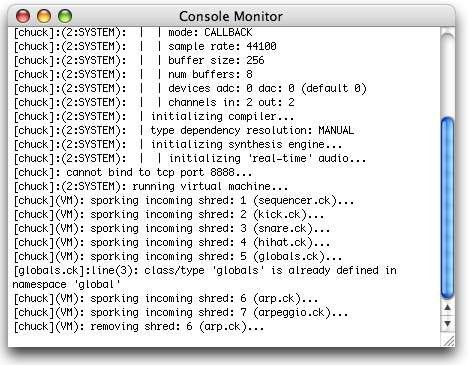 Console Monitor
[chuck]:(2:SYSTEM):  |  | mode: CALLBACK
[chuck]:(2:SYSTEM):  |  | sample rate: 44100
[chuck]:(2:SYSTEM):  |  | buffer size: 256
[chuck]:(2:SYSTEM):  |  | num buffers: 8
[chuck]:(2:SYSTEM):  |  | devices adc: 0 dac: 0 (default 0)
[chuck]:(2:SYSTEM):  |  | channels in: 2 out: 2
[chuck]:(2:SYSTEM):  | initializing compiler...
[chuck]:(2:SYSTEM):  | type dependency resolution: MANUAL
[chuck]:(2:SYSTEM):  | initializing synthesis engine...
[chuck]:(2:SYSTEM):  |  | initializing 'real-time' audio...
[chuck]: cannot bind to tcp port 8888...
[chuck]:(2:SYSTEM): running virtual machine...
[chuck](VM): sporking incoming shred: 1 (sequencer.ck)...
[chuck](VM): sporking incoming shred: 2 (kick.ck)...
[chuck](VM): sporking incoming shred: 3 (snare.ck)...
[chuck](VM): sporking incoming shred: 4 (hihat.ck)...
[chuck](VM): sporking incoming shred: 5 (globals.ck)...
[globals.ck]:line(3): class/type 'globals' is already defined in
namespace 'global'
[chuck](VM): sporking incoming shred: 6 (arp.ck)...
[chuck](VM): sporking incoming shred: 7 (arpeggio.ck)...
[chuck](VM): removing shred: 6 (arp.ck)...